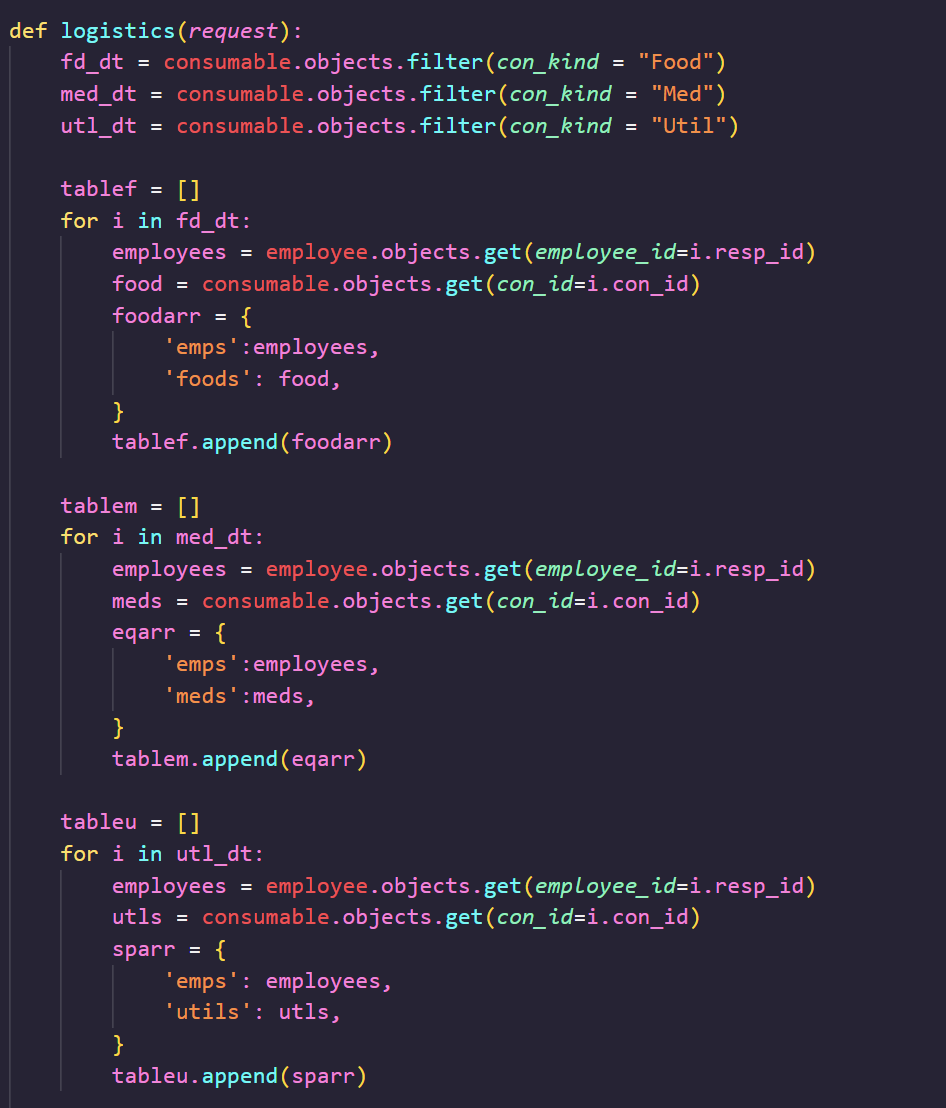 def logistics(request):
    fd_dt = consumable.objects.filter(con_kind = "Food")
    med_dt = consumable.objects.filter(con_kind = "Med")
    utl_dt = consumable.objects.filter(con_kind = "Util")

    tablef = []
    for i in fd_dt:
        employees = employee.objects.get(employee_id=i.resp_id)
        food = consumable.objects.get(con_id=i.con_id)
        foodarr = {
            'emps':employees,
            'foods': food,
        }
        tablef.append(foodarr)

    tablem = []
    for i in med_dt:
        employees = employee.objects.get(employee_id=i.resp_id)
        meds = consumable.objects.get(con_id=i.con_id)
        eqarr = {
            'emps':employees,
            'meds':meds,
        }
        tablem.append(eqarr)

    tableu = []
    for i in utl_dt:
        employees = employee.objects.get(employee_id=i.resp_id)
        utls = consumable.objects.get(con_id=i.con_id)
        sparr = {
            'emps': employees,
            'utils': utls,
        }
        tableu.append(sparr)